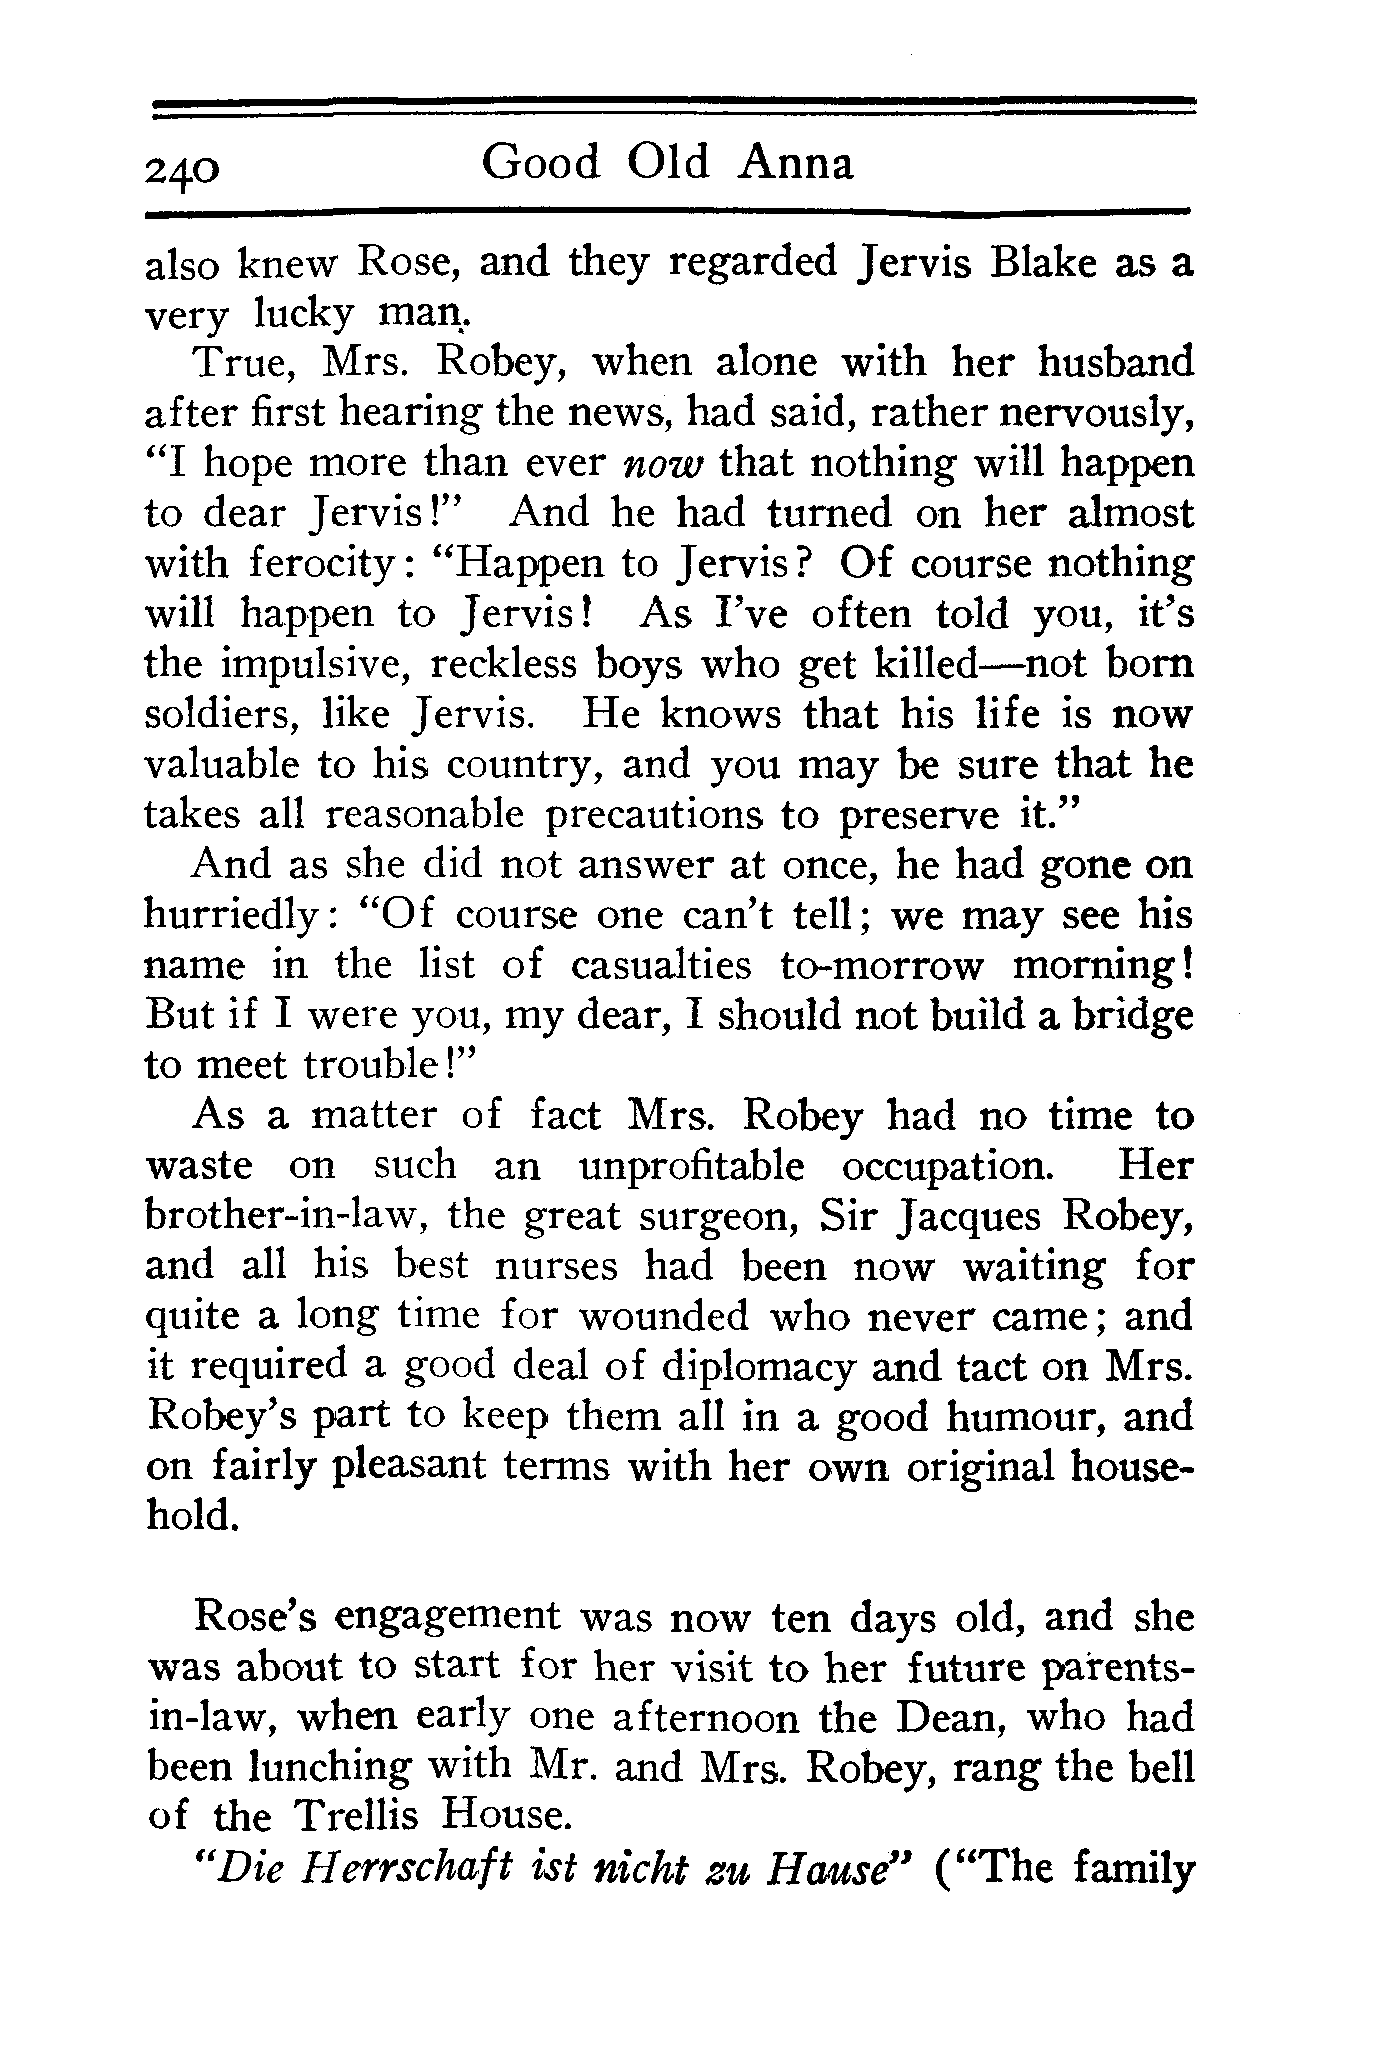 240 Good Old Anna
also knew Rose, and they regarded Jervis Blake as a
very lucky man.
True, Mrs. Robey, when alone with her husband
after first hearing the news, had said, rather nervously,
"I hope more than ever now that nothing will happen
to dear Jervis!" And he had turned on her almost
with ferocity: "Happen to Jervis? Of course nothing
will happen to Jervis! As I've often told you, it's
the impulsive, reckless boys who get killed—not born
soldiers, like Jervis. He knows that his life is now
valuable to his country, and you may be sure that he
takes all reasonable precautions to preserve it."
And as she did not answer at once, he had gone on
hurriedly: "Of course one can't tell; we may see his
name in the list of casualties to-morrow morning!
But if I were you, my dear, I should not build a bridge
to meet trouble!"
As a matter of fact Mrs. Robey had no time to
waste on such an unprofitable occupation. Her
brother-in-law, the great surgeon, Sir Jacques Robey,
and all his best nurses had been now waiting for
quite a long time for wounded who never came; and
it required a good deal of diplomacy and tact on Mrs.
Robey's part to keep them all in a good humour, and
on fairly pleasant terms with her own original house-
hold.
Rose's engagement was now ten days old, and she
was about to start for her visit to her future parents-
in-law, when early one afternoon the Dean, who had
been lunching with Mr. and Mrs. Robey, rang the bell
of the Trellis House.
"Die Herrschaft ist nicht zu Hause" ("The family